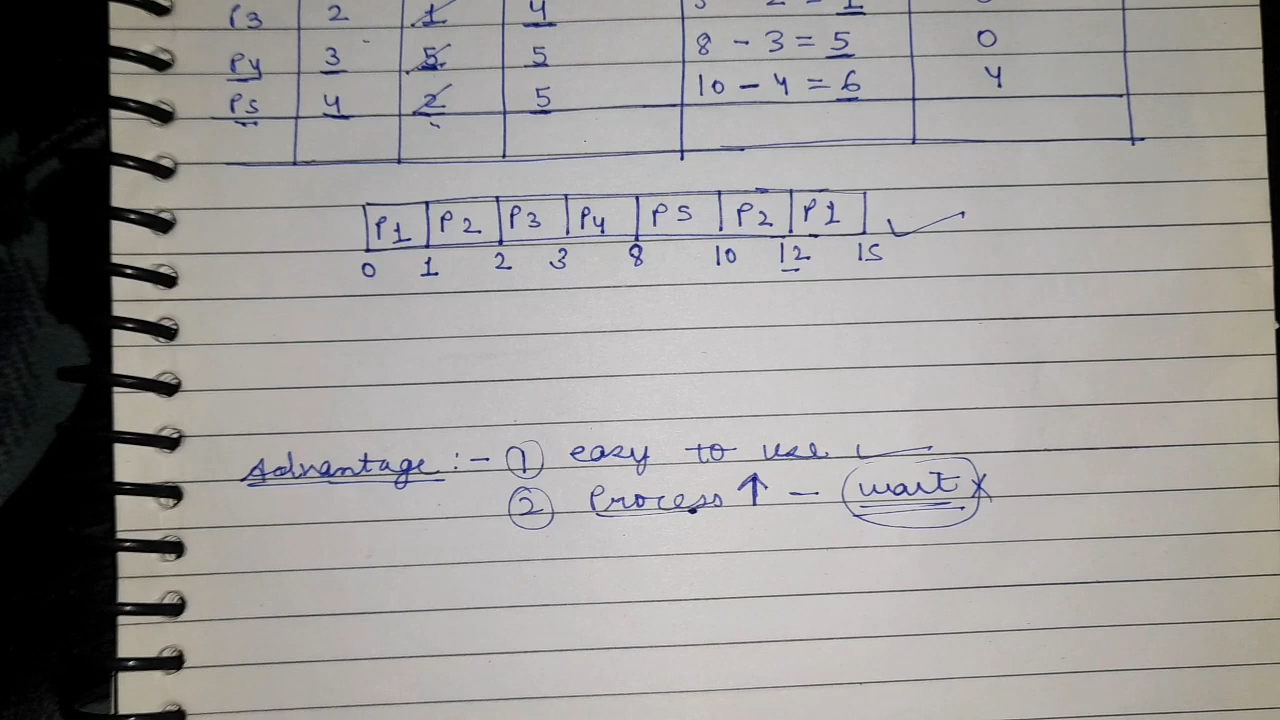 P3 2 1 4 1
P4 3 5 5 8 - 3 = 5 0
P5 4 2 5 10 - 4 = 6 4
P1 P2 P3 P4 P5 P2 P1
0 1 2 3 8 10 12 15
Advantage :- ① easy to use
② Process ↑ - wait